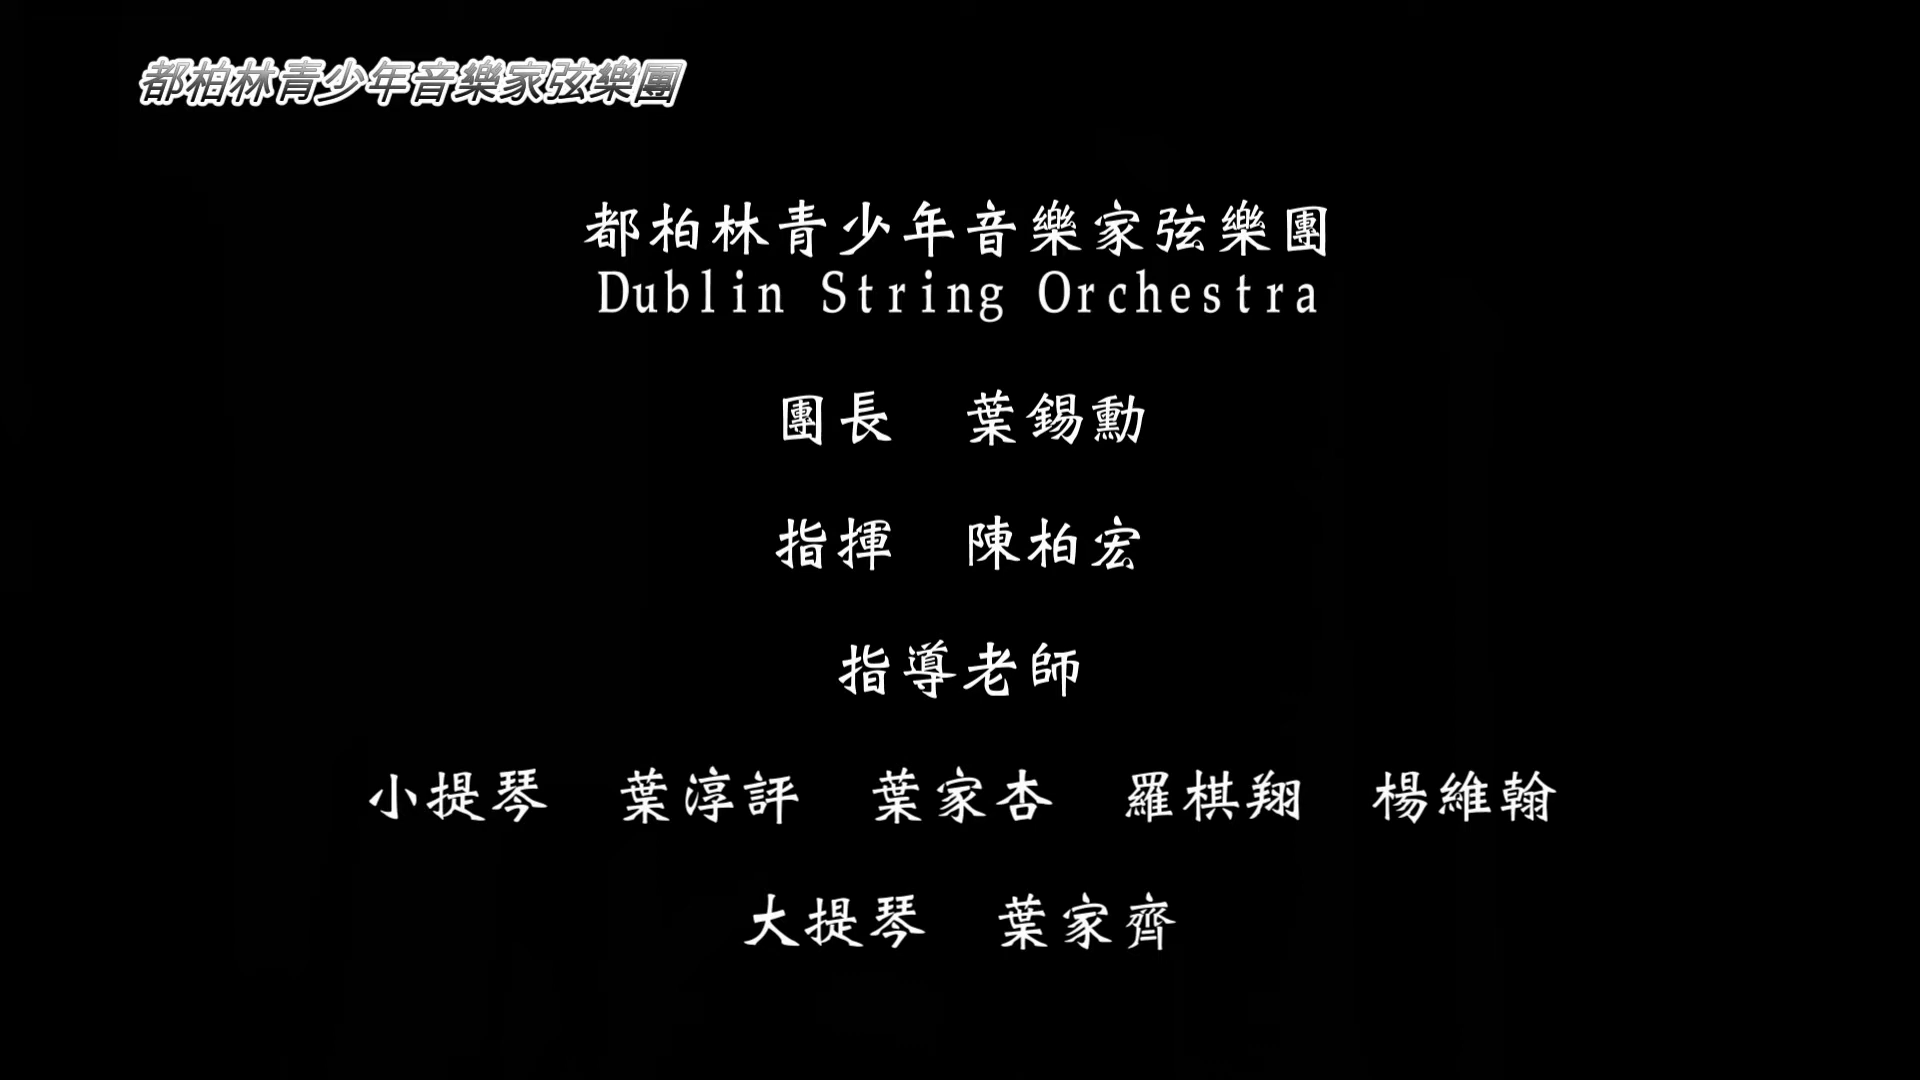 都柏林青少年音樂家弦樂團
都柏林青少年音樂家弦樂團
Dublin String Orchestra
團長　葉錫勳
指揮　陳柏宏
指導老師
小提琴　葉淳評　葉家杏　羅棋翔　楊維翰
大提琴　葉家齊